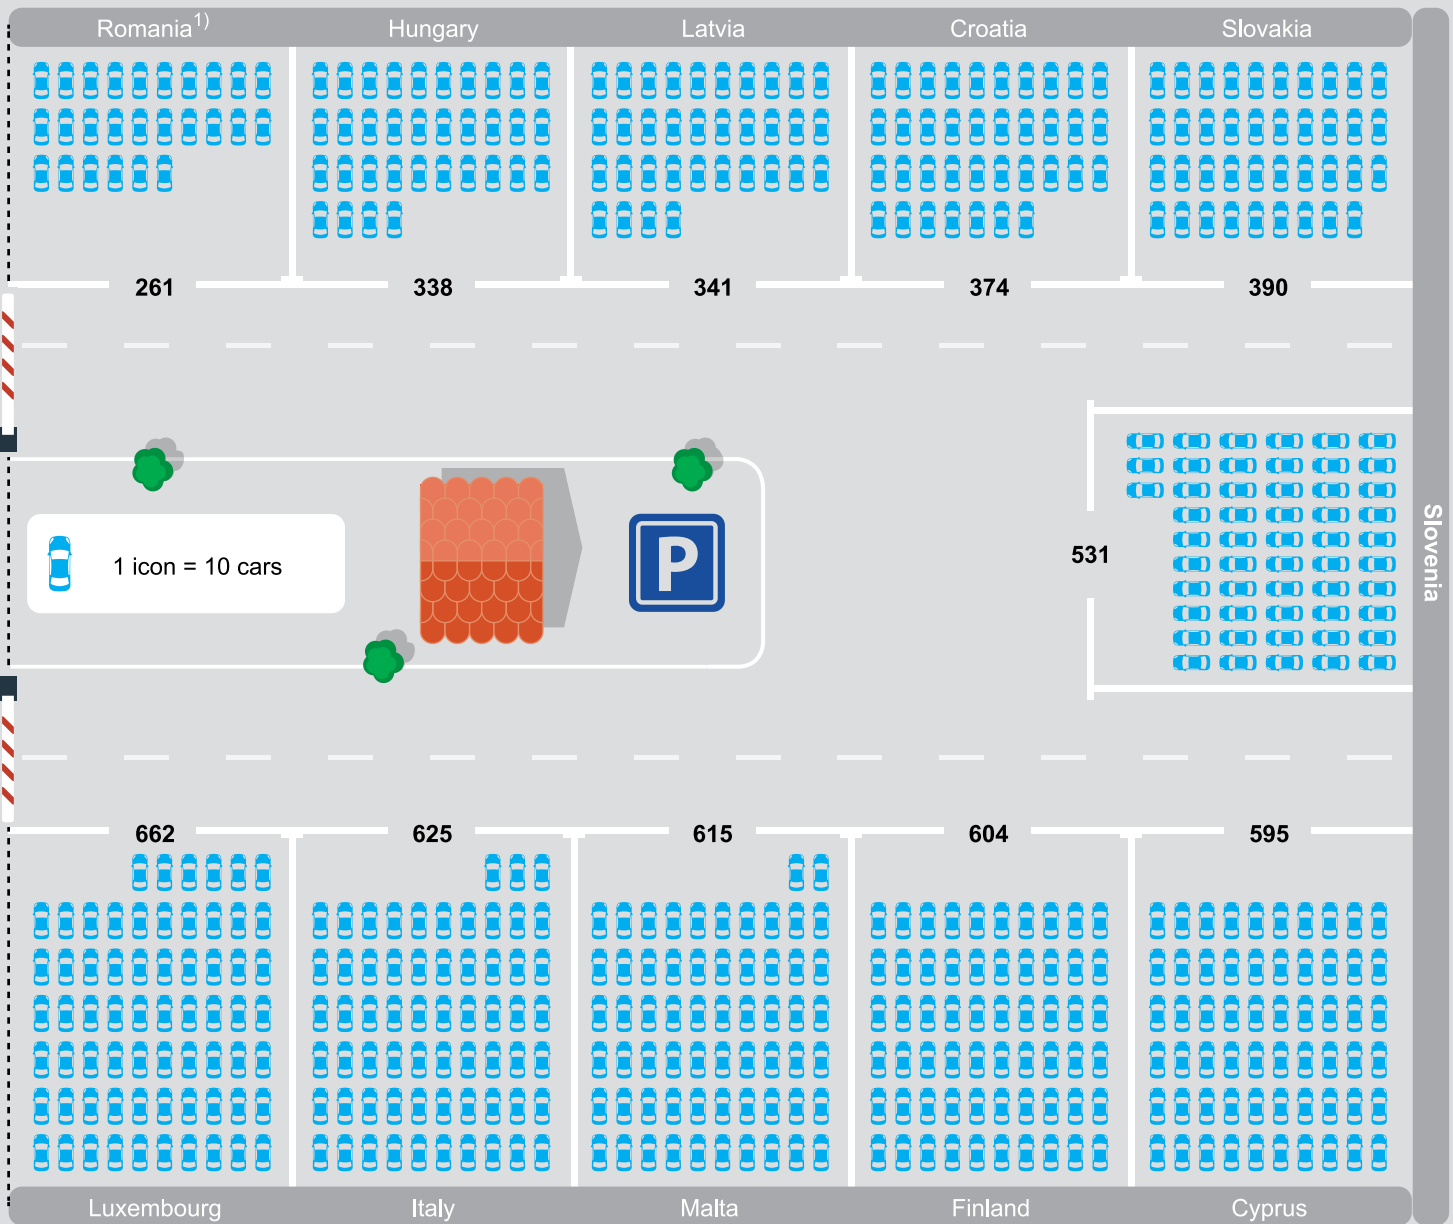 Romania¹⁾ Hungary Latvia Croatia Slovakia
261 338 341 374 390
1 icon = 10 cars
P
531
Slovenia
662 625 615 604 595
Luxembourg Italy Malta Finland Cyprus